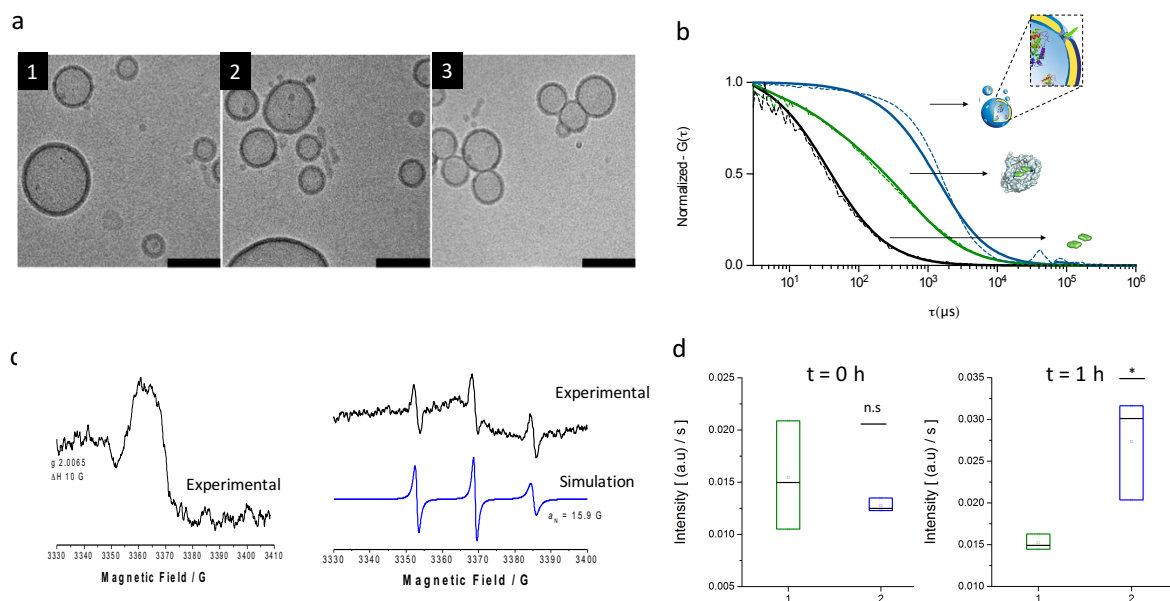 a
b
1
2
3
1.0
0.5
0.0
Normalized - G(τ)
10¹
10²
10³
10⁴
10⁵
10⁶
τ(μs)
c
d
g 2.0065
ΔH 10 G
Experimental
3330 3340 3350 3360 3370 3380 3390 3400 3410
Magnetic Field / G
Experimental
Simulation
a_N = 15.9 G
3330 3340 3350 3360 3370 3380 3390 3400
Magnetic Field / G
t = 0 h
n.s
0.025
0.020
0.015
0.010
0.005
Intensity [ (a.u) / s ]
1 2
t = 1 h
*
0.035
0.030
0.025
0.020
0.015
0.010
Intensity [ (a.u) / s ]
1 2